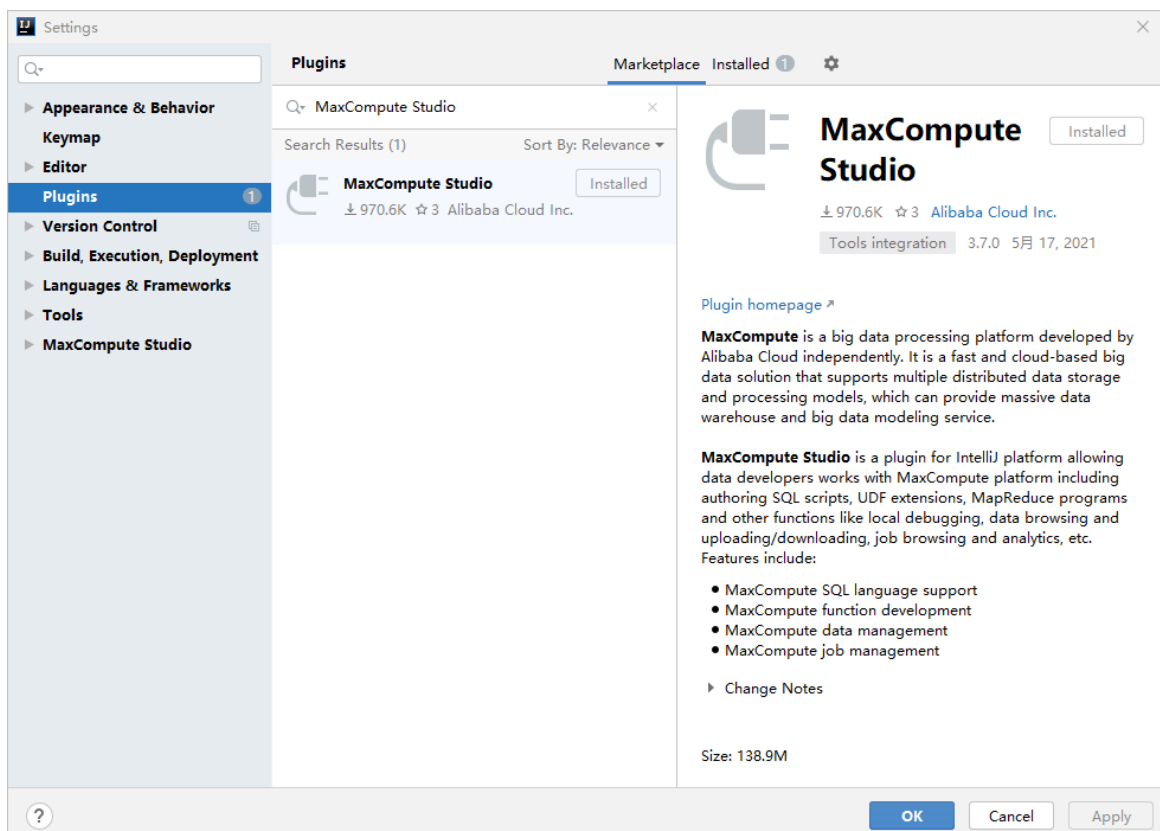 Settings
Plugins
Marketplace Installed 1
Appearance & Behavior
Keymap
Editor
Plugins 1
Version Control
Build, Execution, Deployment
Languages & Frameworks
Tools
MaxCompute Studio
MaxCompute Studio
Search Results (1) Sort By: Relevance
MaxCompute Studio Installed
970.6K 3 Alibaba Cloud Inc.
MaxCompute Installed
Studio
970.6K 3 Alibaba Cloud Inc.
Tools integration 3.7.0 5月 17, 2021
Plugin homepage
MaxCompute is a big data processing platform developed by
Alibaba Cloud independently. It is a fast and cloud-based big
data solution that supports multiple distributed data storage
and processing models, which can provide massive data
warehouse and big data modeling service.
MaxCompute Studio is a plugin for IntelliJ platform allowing
data developers works with MaxCompute platform including
authoring SQL scripts, UDF extensions, MapReduce programs
and other functions like local debugging, data browsing and
uploading/downloading, job browsing and analytics, etc.
Features include:
MaxCompute SQL language support
MaxCompute function development
MaxCompute data management
MaxCompute job management
Change Notes
Size: 138.9M
? OK Cancel Apply